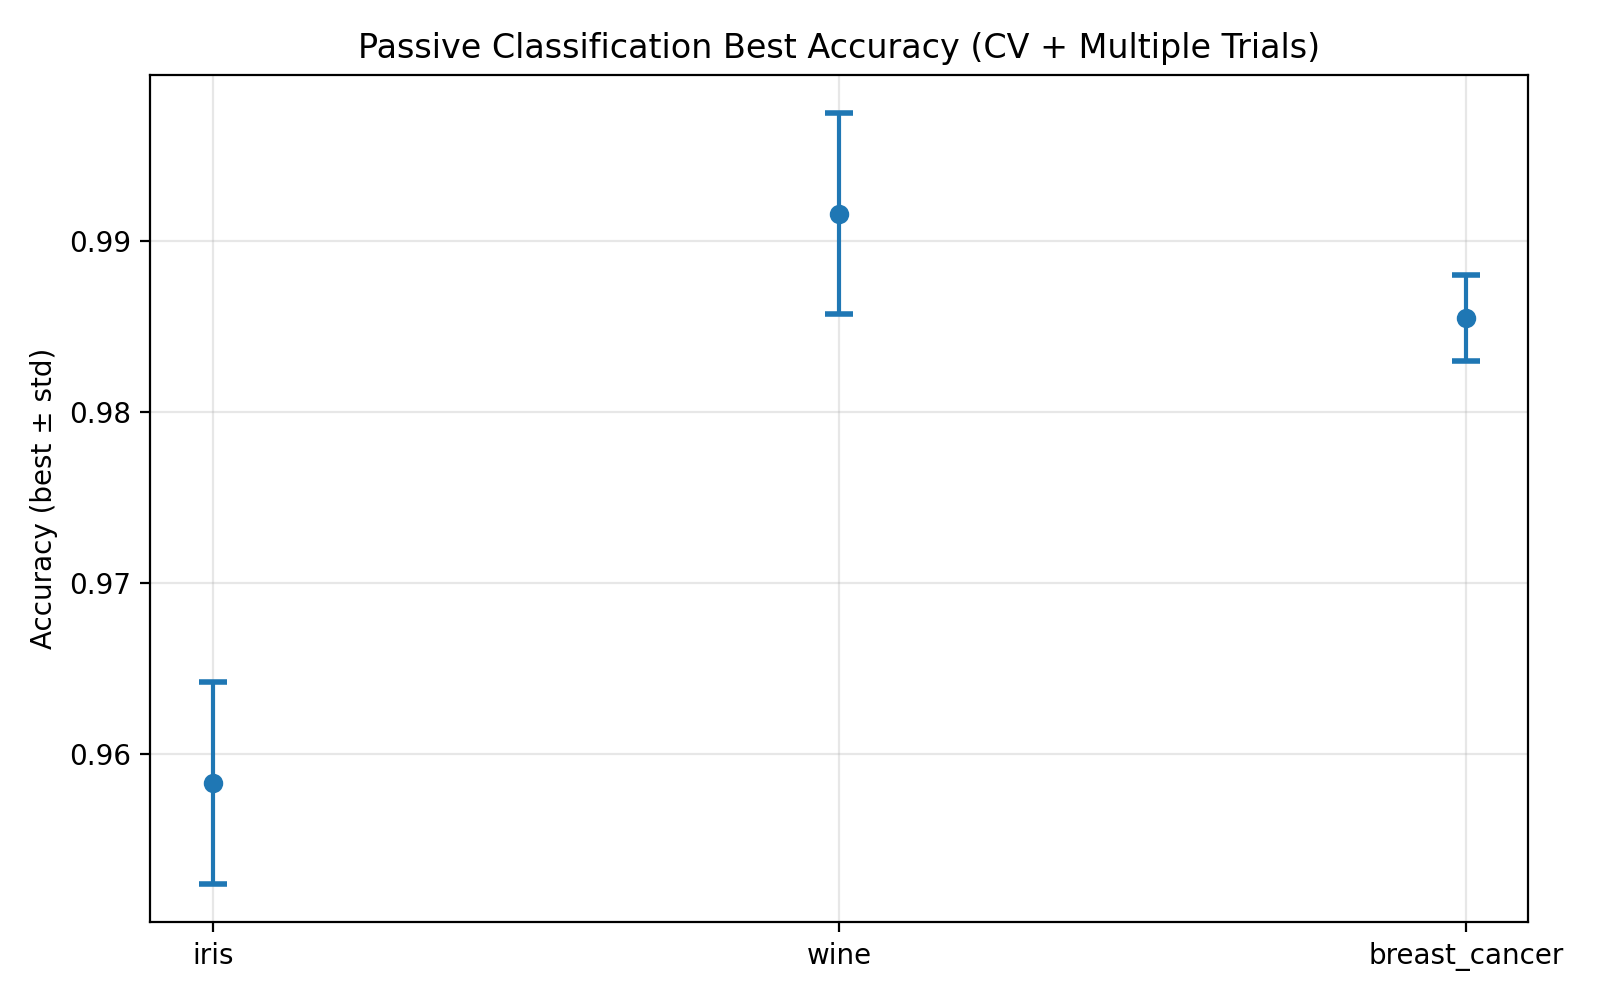 Passive Classification Best Accuracy (CV + Multiple Trials)
Accuracy (best ± std)
0.99
0.98
0.97
0.96
iris
wine
breast_cancer